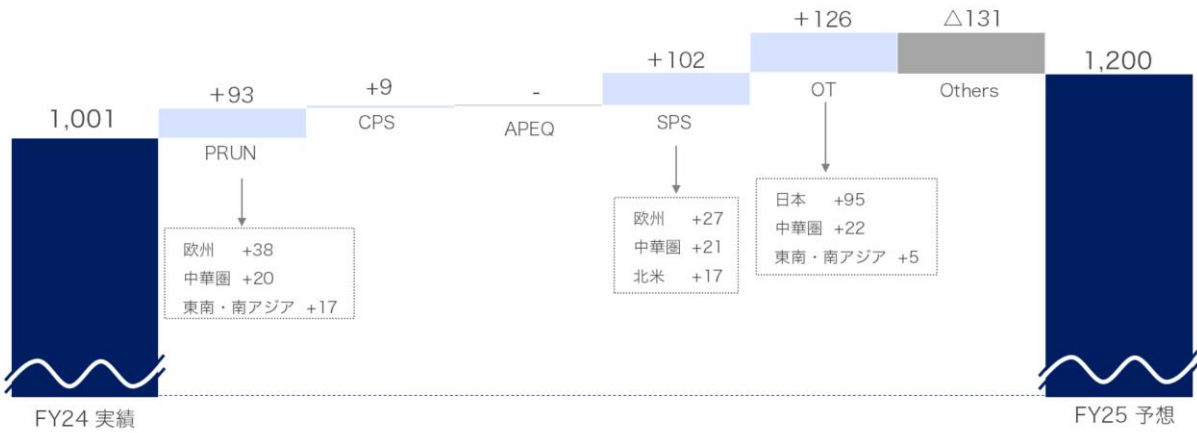 1,001
FY24 実績
+93
PRUN
欧州 +38
中華圏 +20
東南・南アジア +17
+9
CPS
-
APEQ
+102
SPS
欧州 +27
中華圏 +21
北米 +17
+126
OT
日本 +95
中華圏 +22
東南・南アジア +5
△131
Others
1,200
FY25 予想